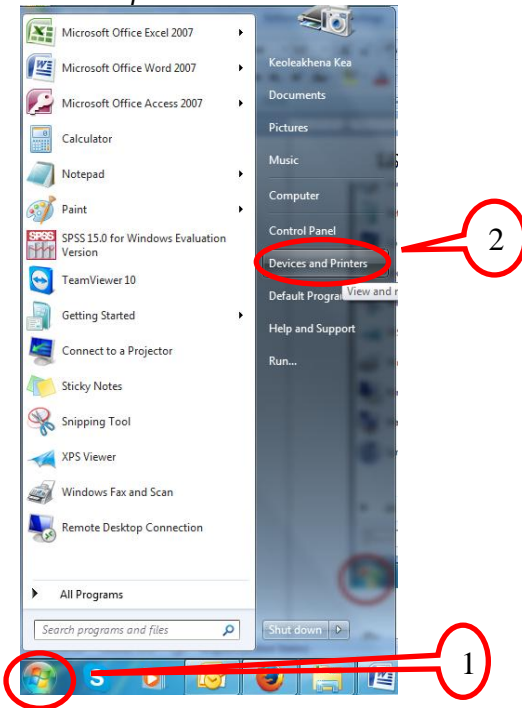 Microsoft Office Excel 2007
Microsoft Office Word 2007
Microsoft Office Access 2007
Calculator
Notepad
Paint
SPSS 15.0 for Windows Evaluation
Version
TeamViewer 10
Getting Started
Connect to a Projector
Sticky Notes
Snipping Tool
XPS Viewer
Windows Fax and Scan
Remote Desktop Connection
All Programs
Search programs and files
Keoleakhena Kea
Documents
Pictures
Music
Computer
Control Panel
Devices and Printers
Default Progra
View and
Help and Support
Run...
Shut down
2
1